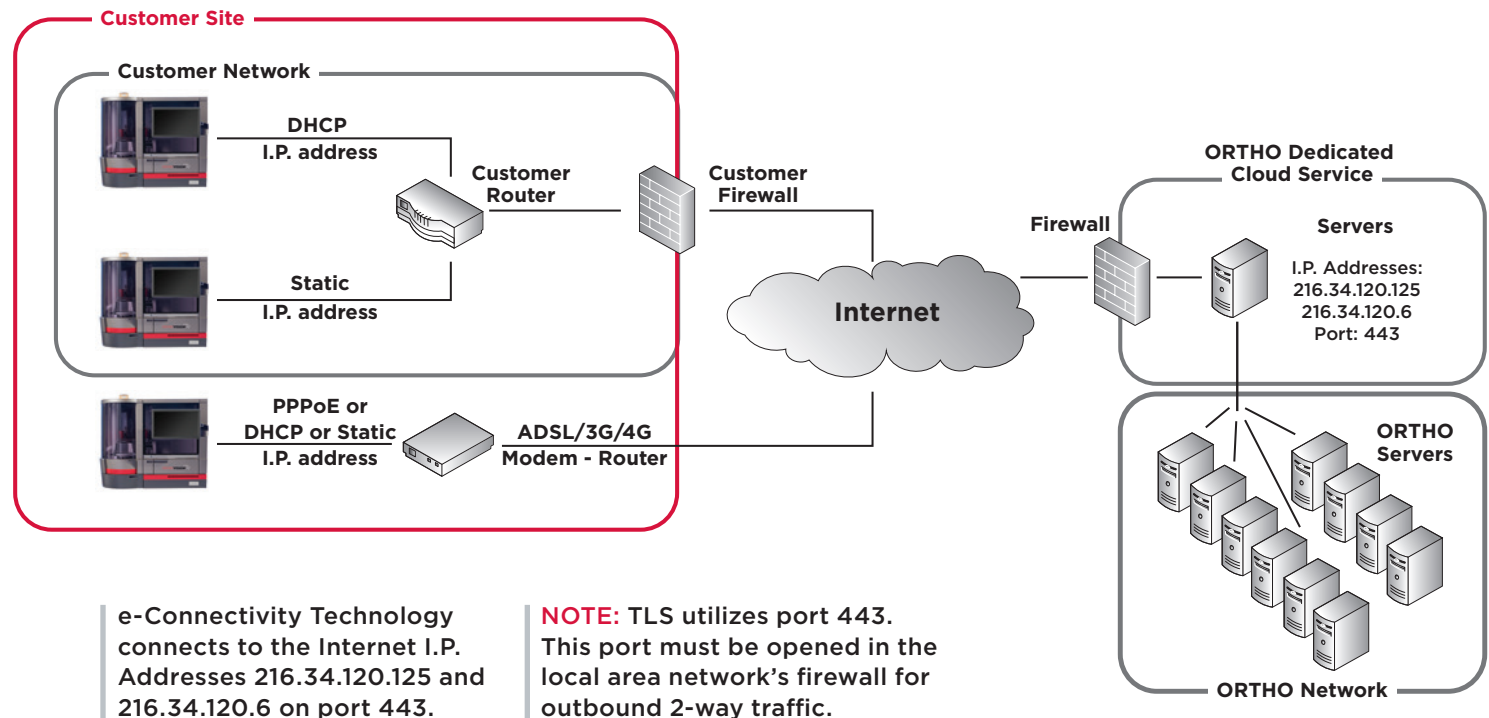 Customer Site
Customer Network
DHCP
I.P. address
Customer
Router
Customer
Firewall
Static
I.P. address
PPPoE or
DHCP or Static
I.P. address
ADSL/3G/4G
Modem - Router
Internet
Firewall
ORTHO Dedicated
Cloud Service
Servers
I.P. Addresses:
216.34.120.125
216.34.120.6
Port: 443
ORTHO
Servers
ORTHO Network
e-Connectivity Technology
connects to the Internet I.P.
Addresses 216.34.120.125 and
216.34.120.6 on port 443.
NOTE: TLS utilizes port 443.
This port must be opened in the
local area network’s firewall for
outbound 2-way traffic.